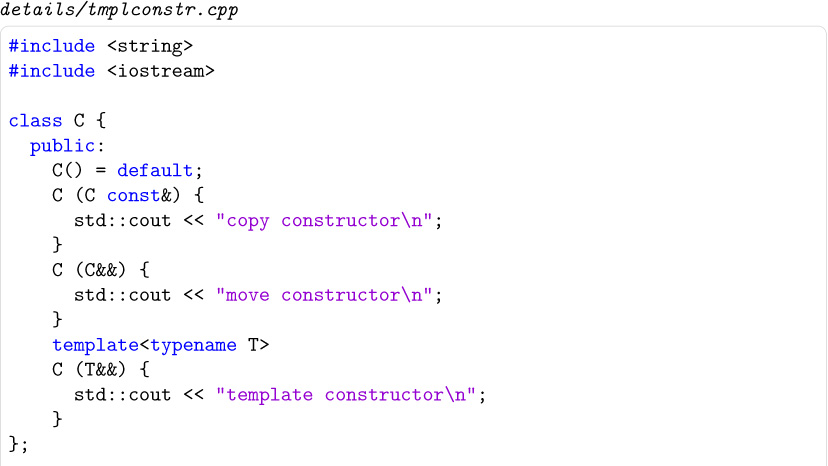 details/tmplconstr.cpp
#include <string>
#include <iostream>
class C {
public:
C() = default;
C (C const&) {
std::cout << "copy constructor\n";
}
C (C&&) {
std::cout << "move constructor\n";
}
template<typename T>
C (T&&) {
std::cout << "template constructor\n";
}
};